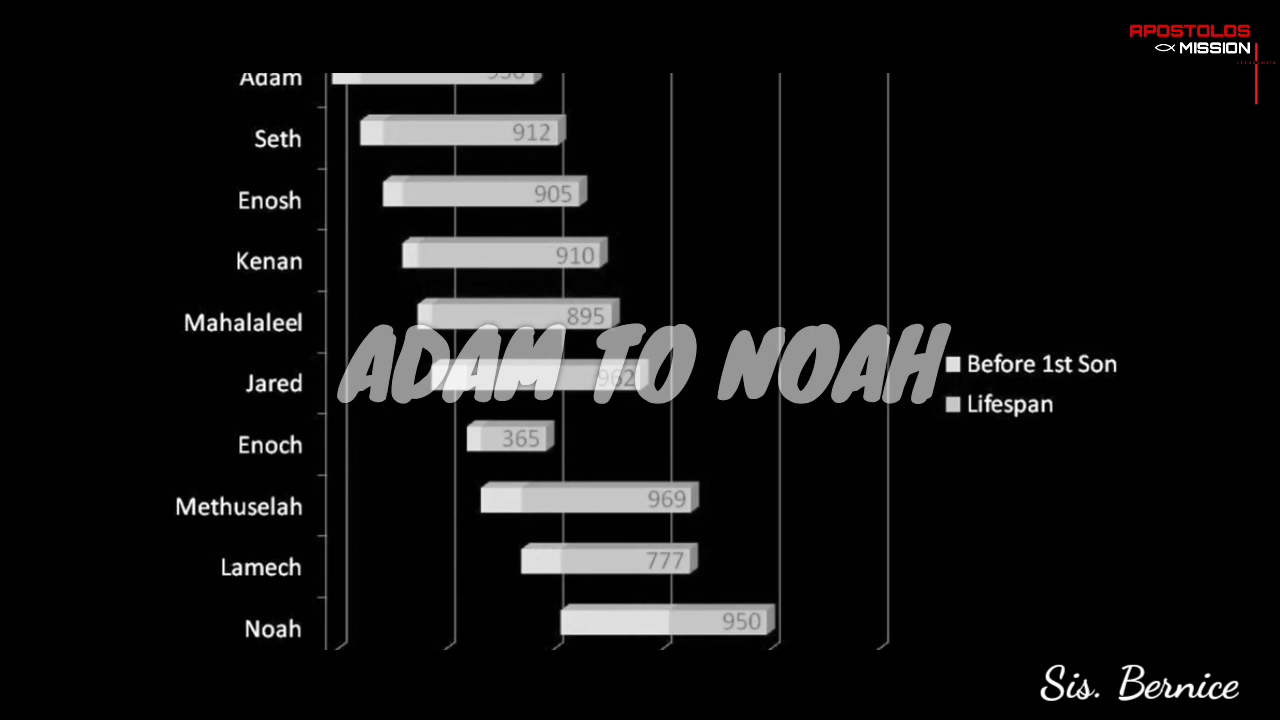 APOSTOLOS
MISSION
Adam 930
Seth 912
Enosh 905
Kenan 910
Mahalaleel 895
ADAM TO NOAH
Jared 962
Before 1st Son
Lifespan
Enoch 365
Methuselah 969
Lamech 777
Noah 950
Sis. Bernice